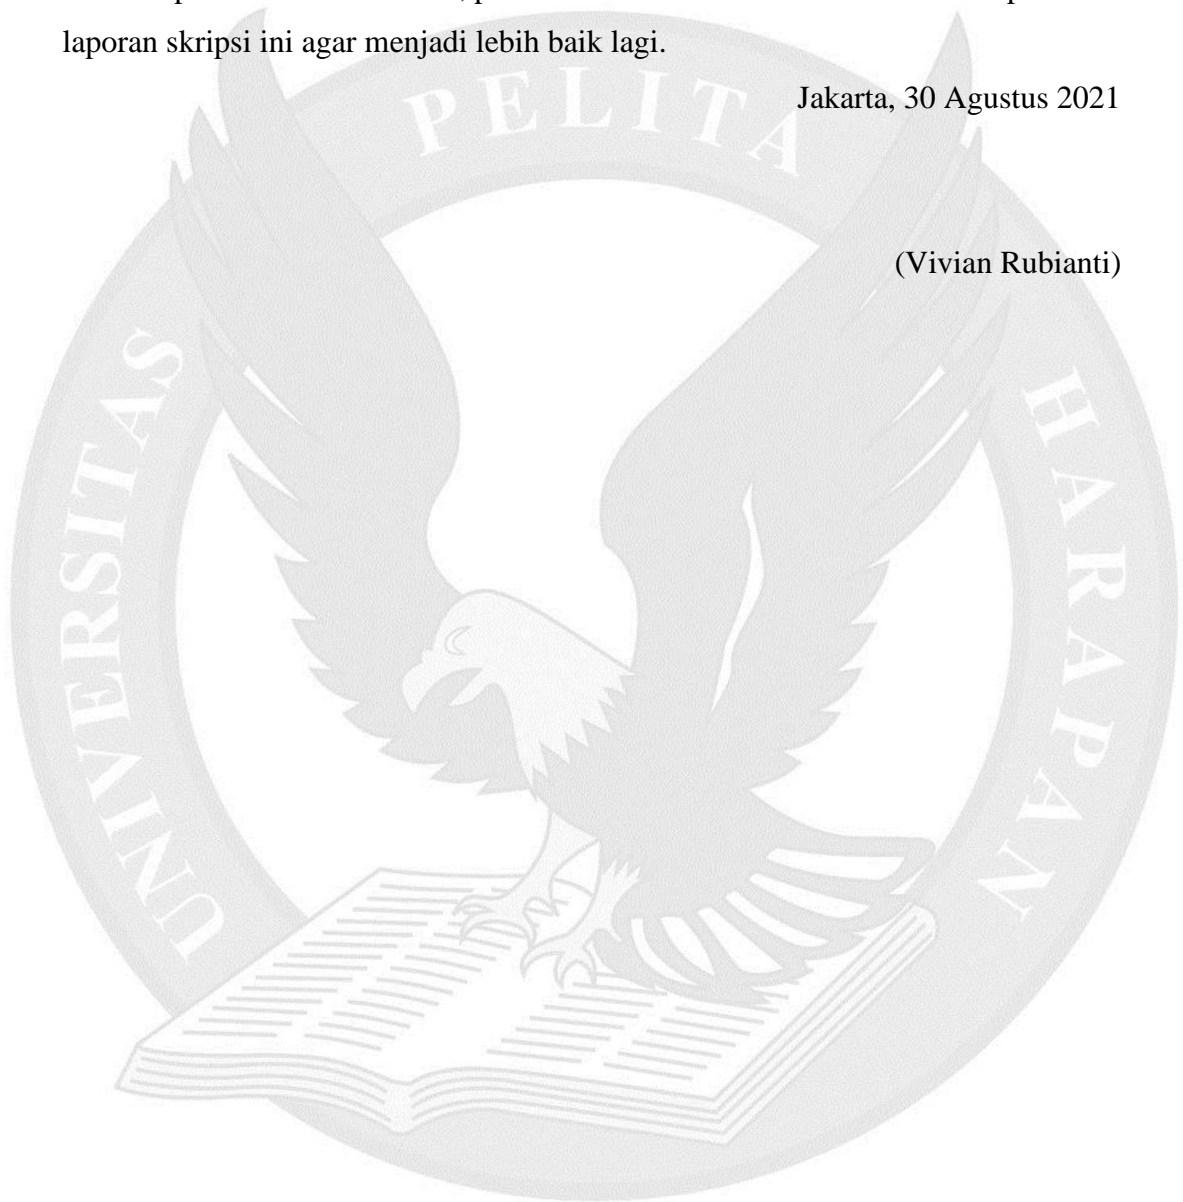 laporan skripsi ini agar menjadi lebih baik lagi.
Jakarta, 30 Agustus 2021
(Vivian Rubianti)
UNIVERSITAS PELITA HARAPAN